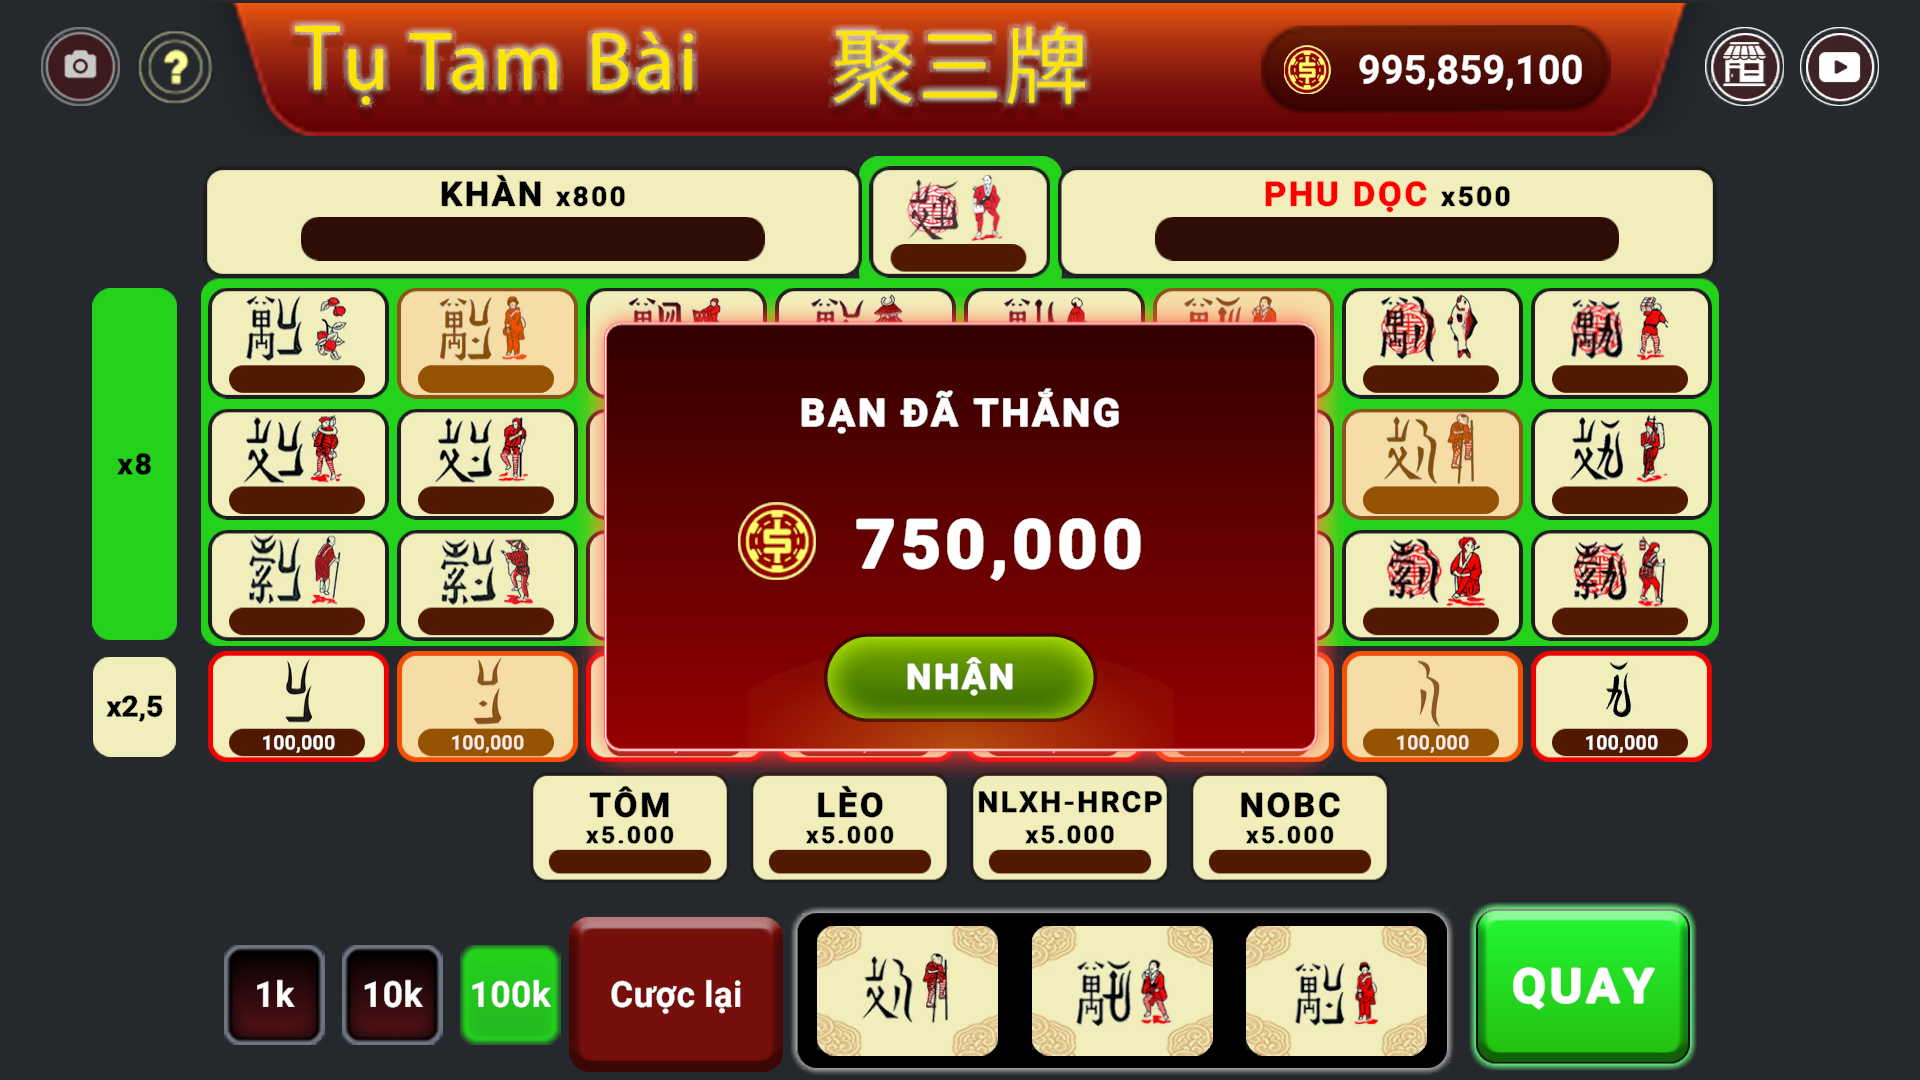 ?
Tụ Tam Bài
聚三牌
995,859,100
KHÀN x800
PHU DỌC x500
x8
BẠN ĐÃ THẮNG
750,000
NHẬN
x2,5
100,000
100,000
100,000
100,000
TÔM
x5.000
LÈO
x5.000
NLXH-HRCP
x5.000
NOBC
x5.000
1k
10k
100k
Cược lại
QUAY